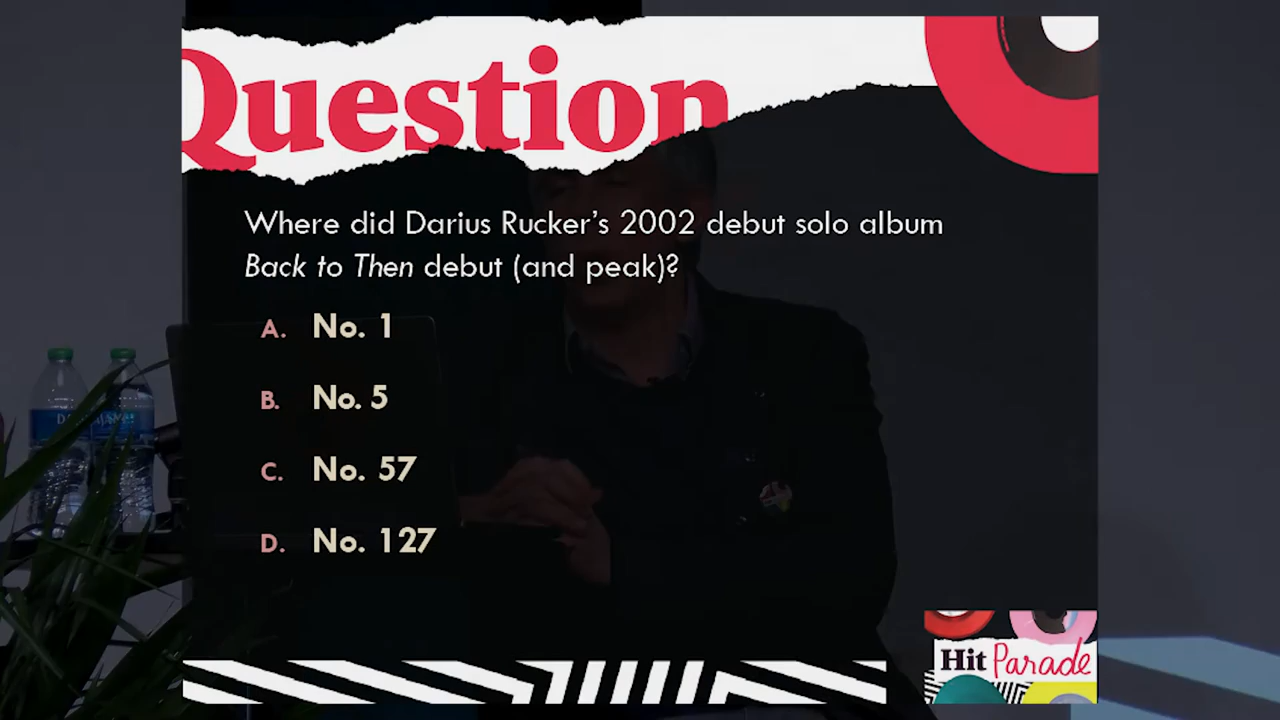 Question
Where did Darius Rucker's 2002 debut solo album
Back to Then debut (and peak)?
A. No. 1
B. No. 5
C. No. 57
D. No. 127
Hit Parade